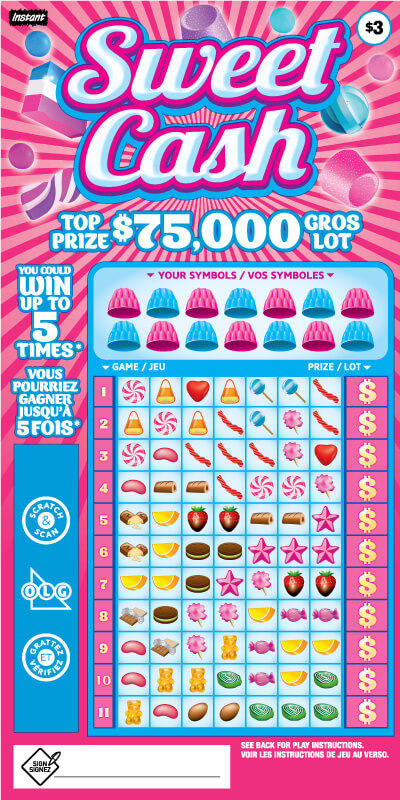 Instant
$3
Sweet
Cash
TOP PRIZE $75,000 GROS LOT
YOU COULD
WIN
UP TO
5
TIMES*
VOUS
POURRIEZ
GAGNER
JUSQU'À
5 FOIS*
YOUR SYMBOLS / VOS SYMBOLES
GAME / JEU PRIZE / LOT
1 $
2 $
3 $
4 $
5 $
6 $
7 $
8 $
9 $
10 $
11 $
SCRATCH & SCAN
OLG
GRATTEZ ET VÉRIFIEZ
SIGN
SIGNEZ
SEE BACK FOR PLAY INSTRUCTIONS.
VOIR LES INSTRUCTIONS DE JEU AU VERSO.